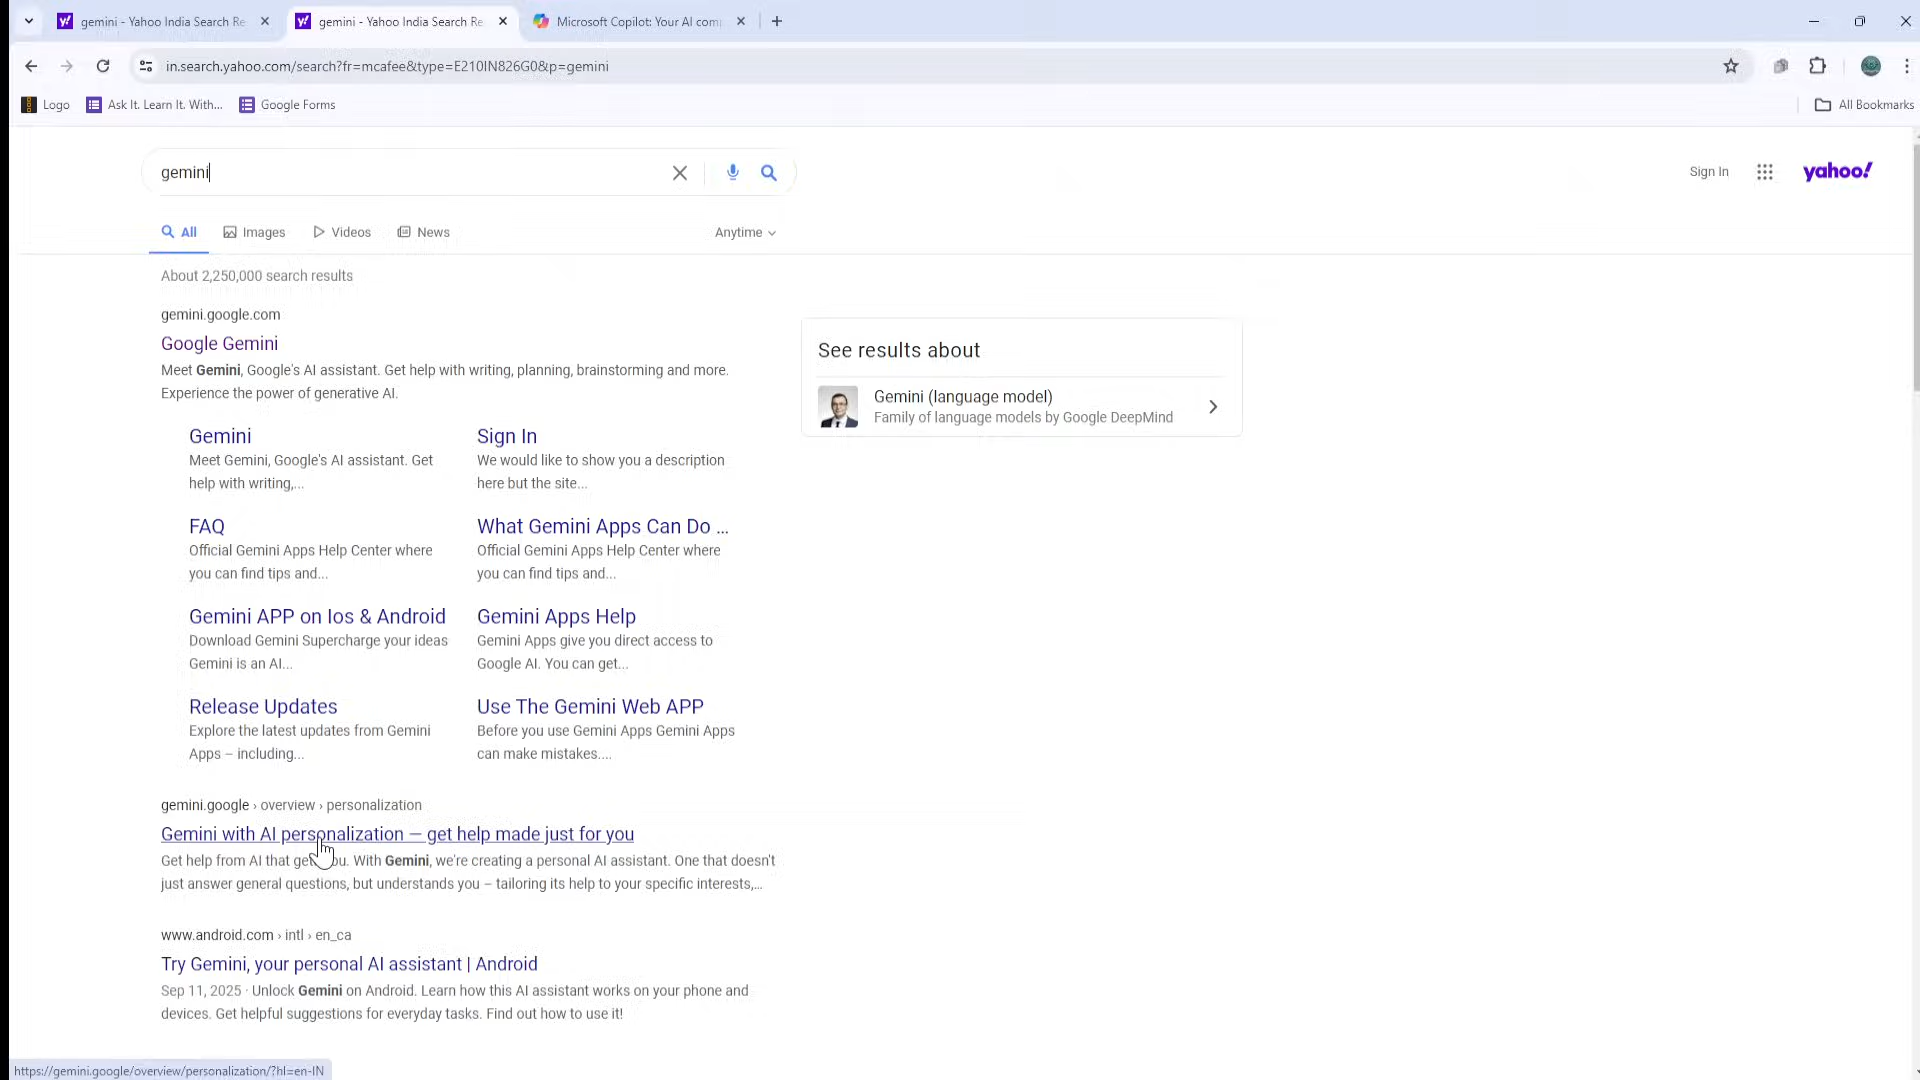 gemini - Yahoo India Search Re
gemini - Yahoo India Search Re
Microsoft Copilot: Your AI com
in.search.yahoo.com/search?fr=mcafee&type=E210IN826G0&p=gemini
Logo
Ask It. Learn It. With...
Google Forms
All Bookmarks
gemini
Sign In
yahoo!
All
Images
Videos
News
Anytime
About 2,250,000 search results
gemini.google.com
Google Gemini
Meet Gemini, Google's AI assistant. Get help with writing, planning, brainstorming and more.
Experience the power of generative AI.
Gemini
Meet Gemini, Google's AI assistant. Get
help with writing,...
Sign In
We would like to show you a description
here but the site...
FAQ
Official Gemini Apps Help Center where
you can find tips and...
What Gemini Apps Can Do ...
Official Gemini Apps Help Center where
you can find tips and...
Gemini APP on Ios & Android
Download Gemini Supercharge your ideas
Gemini is an AI...
Gemini Apps Help
Gemini Apps give you direct access to
Google AI. You can get...
Release Updates
Explore the latest updates from Gemini
Apps – including...
Use The Gemini Web APP
Before you use Gemini Apps Gemini Apps
can make mistakes....
gemini.google › overview › personalization
Gemini with AI personalization — get help made just for you
Get help from AI that gets you. With Gemini, we're creating a personal AI assistant. One that doesn't
just answer general questions, but understands you – tailoring its help to your specific interests,...
www.android.com › intl › en_ca
Try Gemini, your personal AI assistant | Android
Sep 11, 2025 · Unlock Gemini on Android. Learn how this AI assistant works on your phone and
devices. Get helpful suggestions for everyday tasks. Find out how to use it!
See results about
Gemini (language model)
Family of language models by Google DeepMind
https://gemini.google/overview/personalization/?hl=en-IN